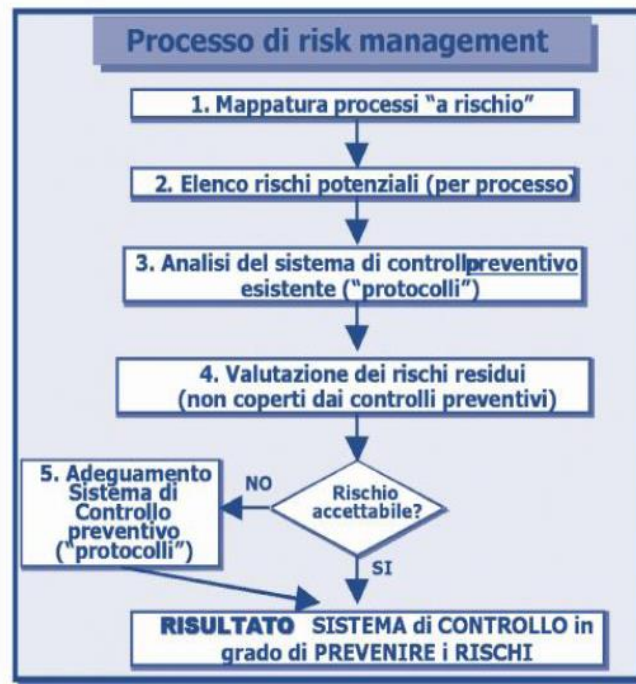 Processo di risk management
1. Mappatura processi "a rischio"
2. Elenco rischi potenziali (per processo)
3. Analisi del sistema di controllo preventivo
esistente ("protocolli")
4. Valutazione dei rischi residui
(non coperti dai controlli preventivi)
5. Adeguamento
Sistema di
Controllo
preventivo
("protocolli")
NO
Rischio
accettabile?
SI
RISULTATO SISTEMA di CONTROLLO in
grado di PREVENIRE i RISCHI